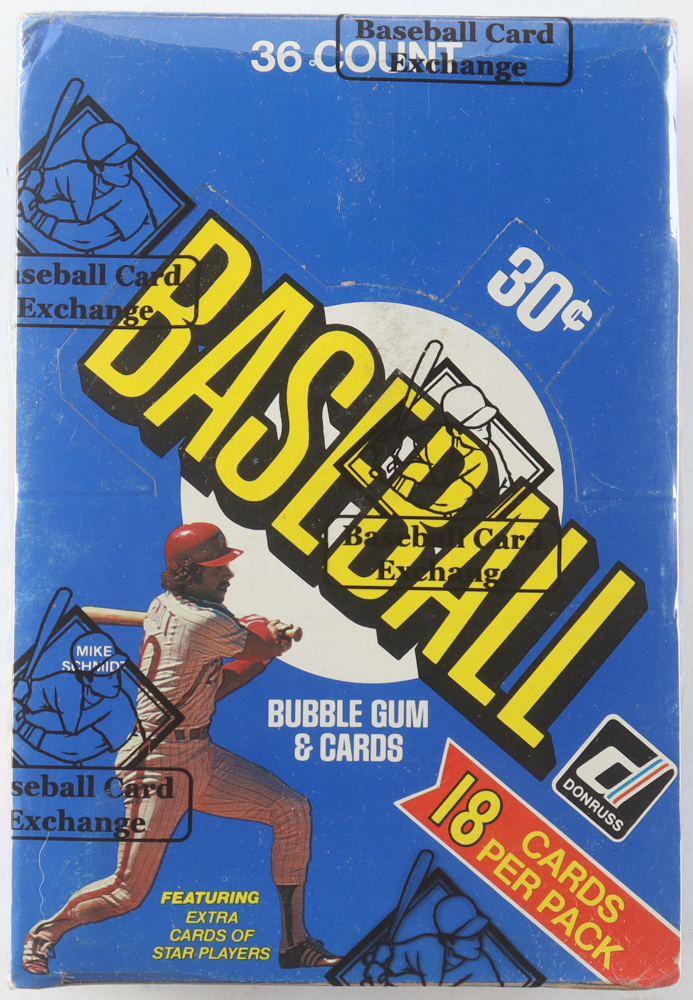 Baseball Card
36 COUNT
Exchange
30¢
Baseball Card
Exchange
BASEBALL
Baseball Card
Exchange
MIKE
SCHMIDT
BUBBLE GUM
& CARDS
DONRUSS
seball Card
Exchange
18 CARDS
PER PACK
FEATURING
EXTRA
CARDS OF
STAR PLAYERS